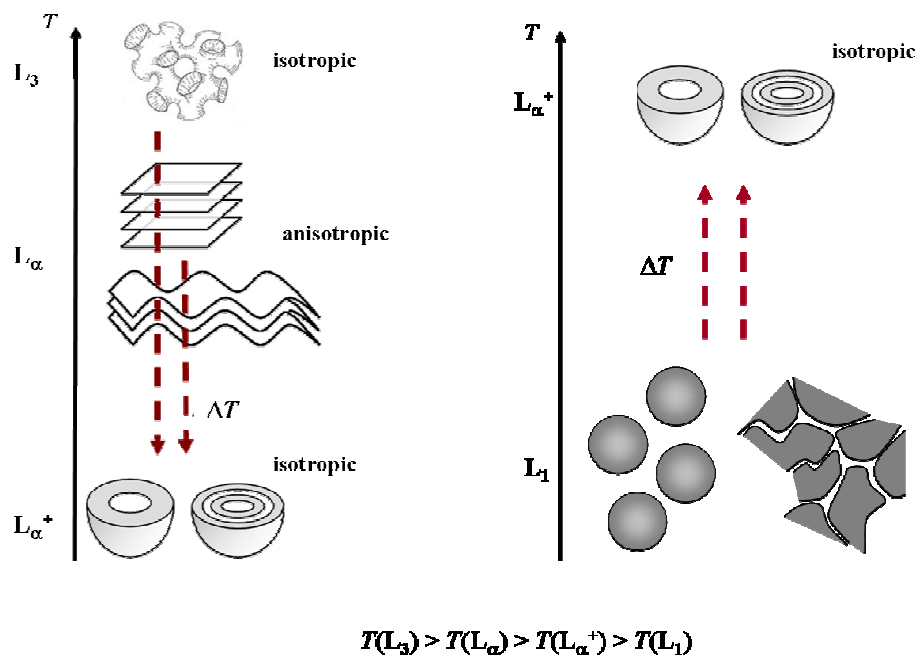 T
L₃
isotropic
Lα
anisotropic
ΔT
isotropic
Lα⁺
T
isotropic
Lα⁺
ΔT
L₁
T(L₃) > T(Lα) > T(Lα⁺) > T(L₁)